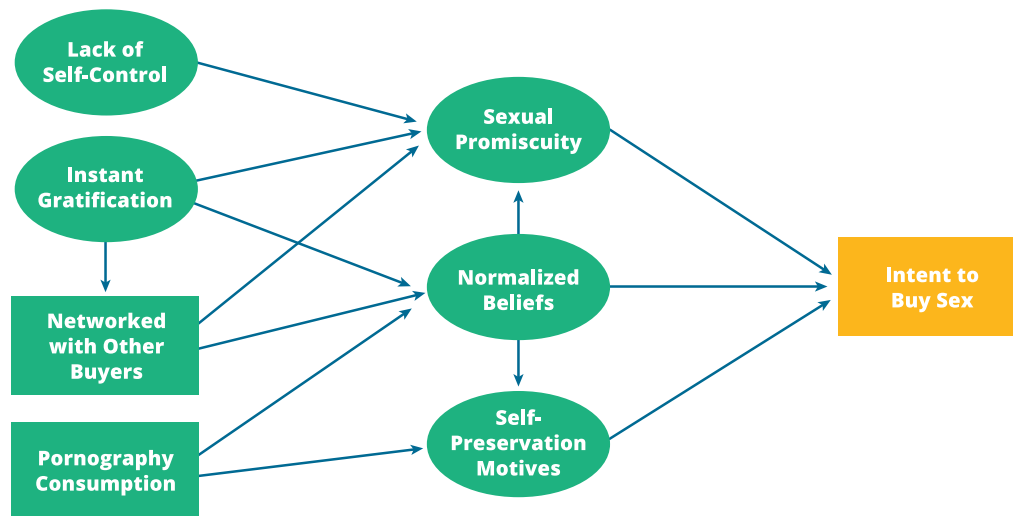 Lack of
Self-Control
Instant
Gratification
Networked
with Other
Buyers
Pornography
Consumption
Sexual
Promiscuity
Normalized
Beliefs
Self-
Preservation
Motives
Intent to
Buy Sex